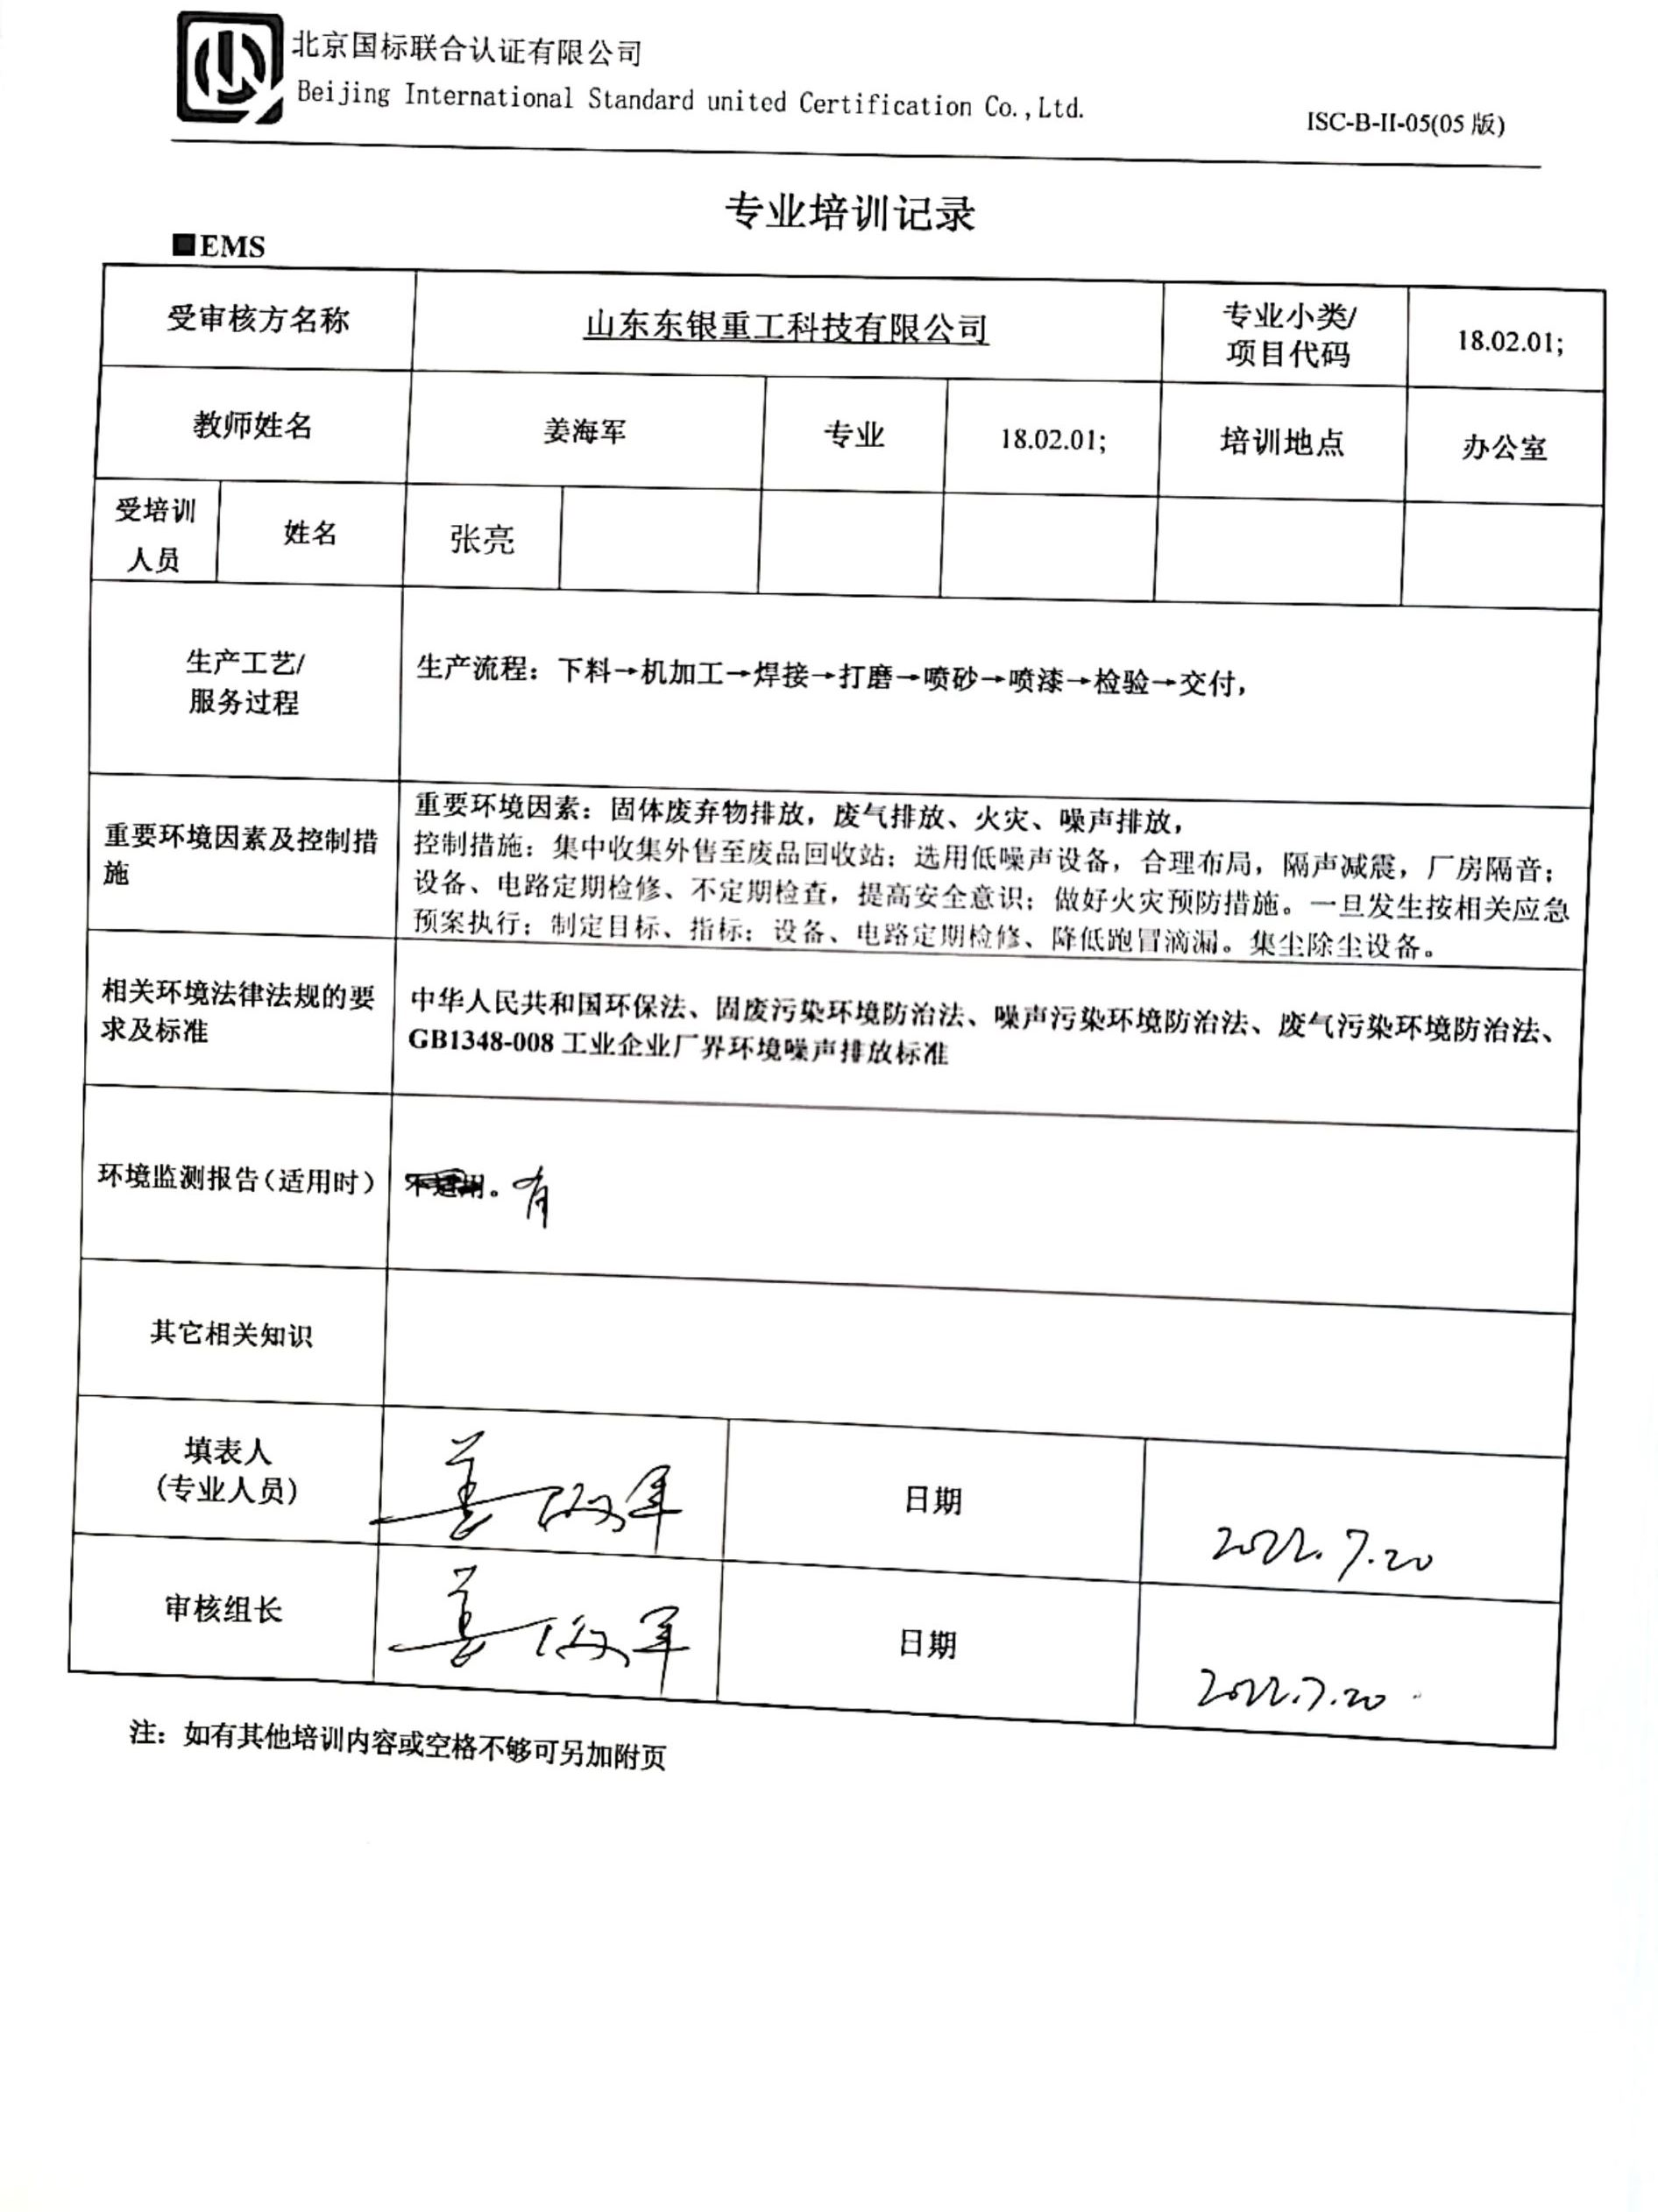 北京国标联合认证有限公司
Beijing International Standard united Certification Co.,Ltd.
ISC-B-II-05(05 版)
专业培训记录
■EMS
受审核方名称 山东东银重工科技有限公司 专业小类/
项目代码 18.02.01;
教师姓名 姜海军 专业 18.02.01; 培训地点 办公室
受培训
人员 姓名 张亮
生产工艺/
服务过程
生产流程：下料→机加工→焊接→打磨→喷砂→喷漆→检验→交付，
重要环境因素及控制措
施
重要环境因素：固体废弃物排放，废气排放、火灾、噪声排放，
控制措施：集中收集外售至废品回收站；选用低噪声设备，合理布局，隔声减震，厂房隔音；
设备、电路定期检修、不定期检查，提高安全意识；做好火灾预防措施。一旦发生按相关应急
预案执行；制定目标、指标；设备、电路定期检修、降低跑冒滴漏。集尘除尘设备。
相关环境法律法规的要
求及标准
中华人民共和国环保法、固废污染环境防治法、噪声污染环境防治法、废气污染环境防治法、
GB1348-008 工业企业厂界环境噪声排放标准
环境监测报告（适用时） 不适用。有
其它相关知识
填表人
（专业人员）
姜海军 日期 2022.7.20
审核组长 姜海军 日期 2022.7.20
注：如有其他培训内容或空格不够可另加附页